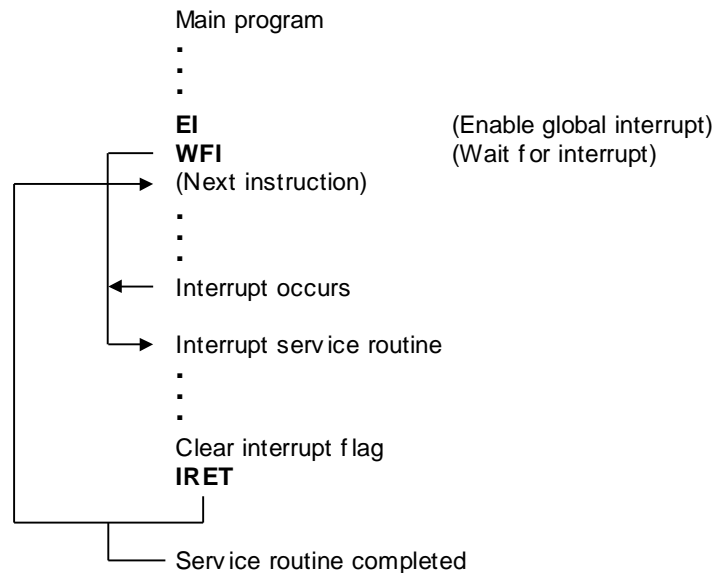 Main program
.
.
.
EI (Enable global interrupt)
WFI (Wait for interrupt)
(Next instruction)
.
.
.
Interrupt occurs
Interrupt service routine
.
.
.
Clear interrupt flag
IRET
Service routine completed